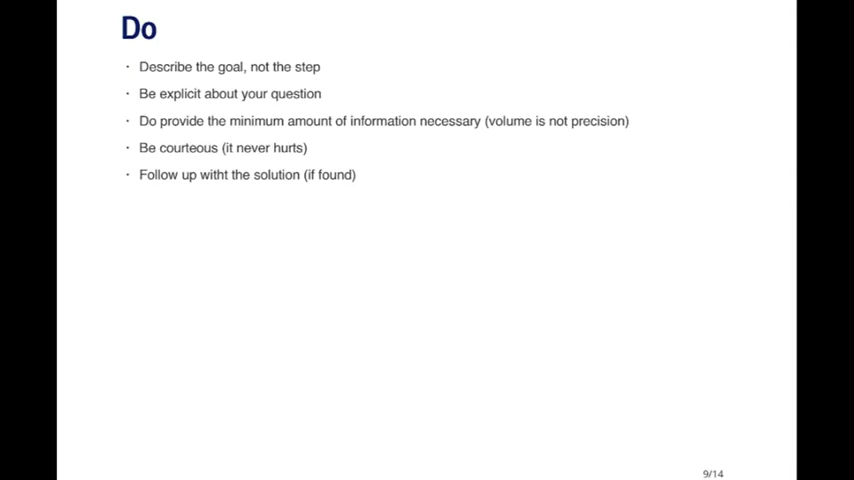 Do
· Describe the goal, not the step
· Be explicit about your question
· Do provide the minimum amount of information necessary (volume is not precision)
· Be courteous (it never hurts)
· Follow up witht the solution (if found)
9/14